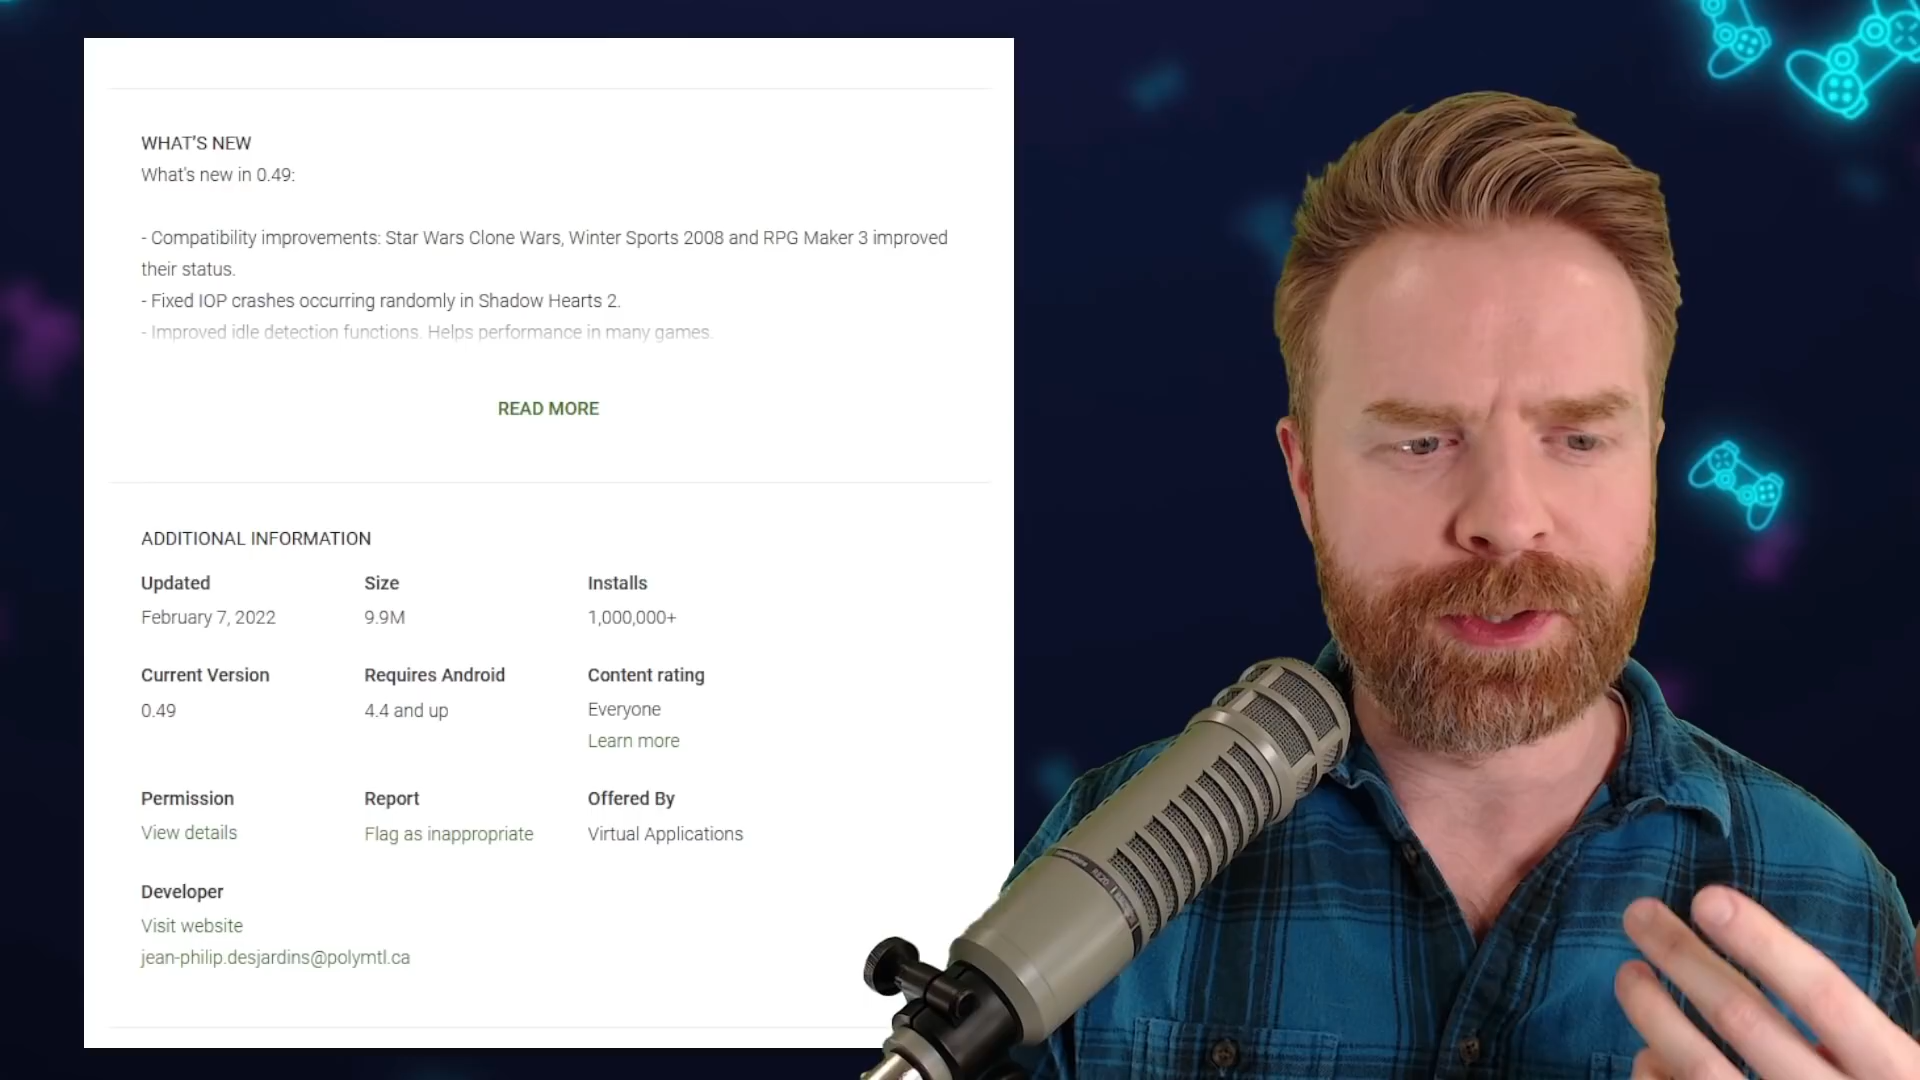 WHAT'S NEW
What's new in 0.49:
- Compatibility improvements: Star Wars Clone Wars, Winter Sports 2008 and RPG Maker 3 improved
their status.
- Fixed IOP crashes occurring randomly in Shadow Hearts 2.
- Improved idle detection functions. Helps performance in many games.
READ MORE
ADDITIONAL INFORMATION
Updated Size Installs
February 7, 2022 9.9M 1,000,000+
Current Version Requires Android Content rating
0.49 4.4 and up Everyone
Learn more
Permission Report Offered By
View details Flag as inappropriate Virtual Applications
Developer
Visit website
jean-philip.desjardins@polymtl.ca